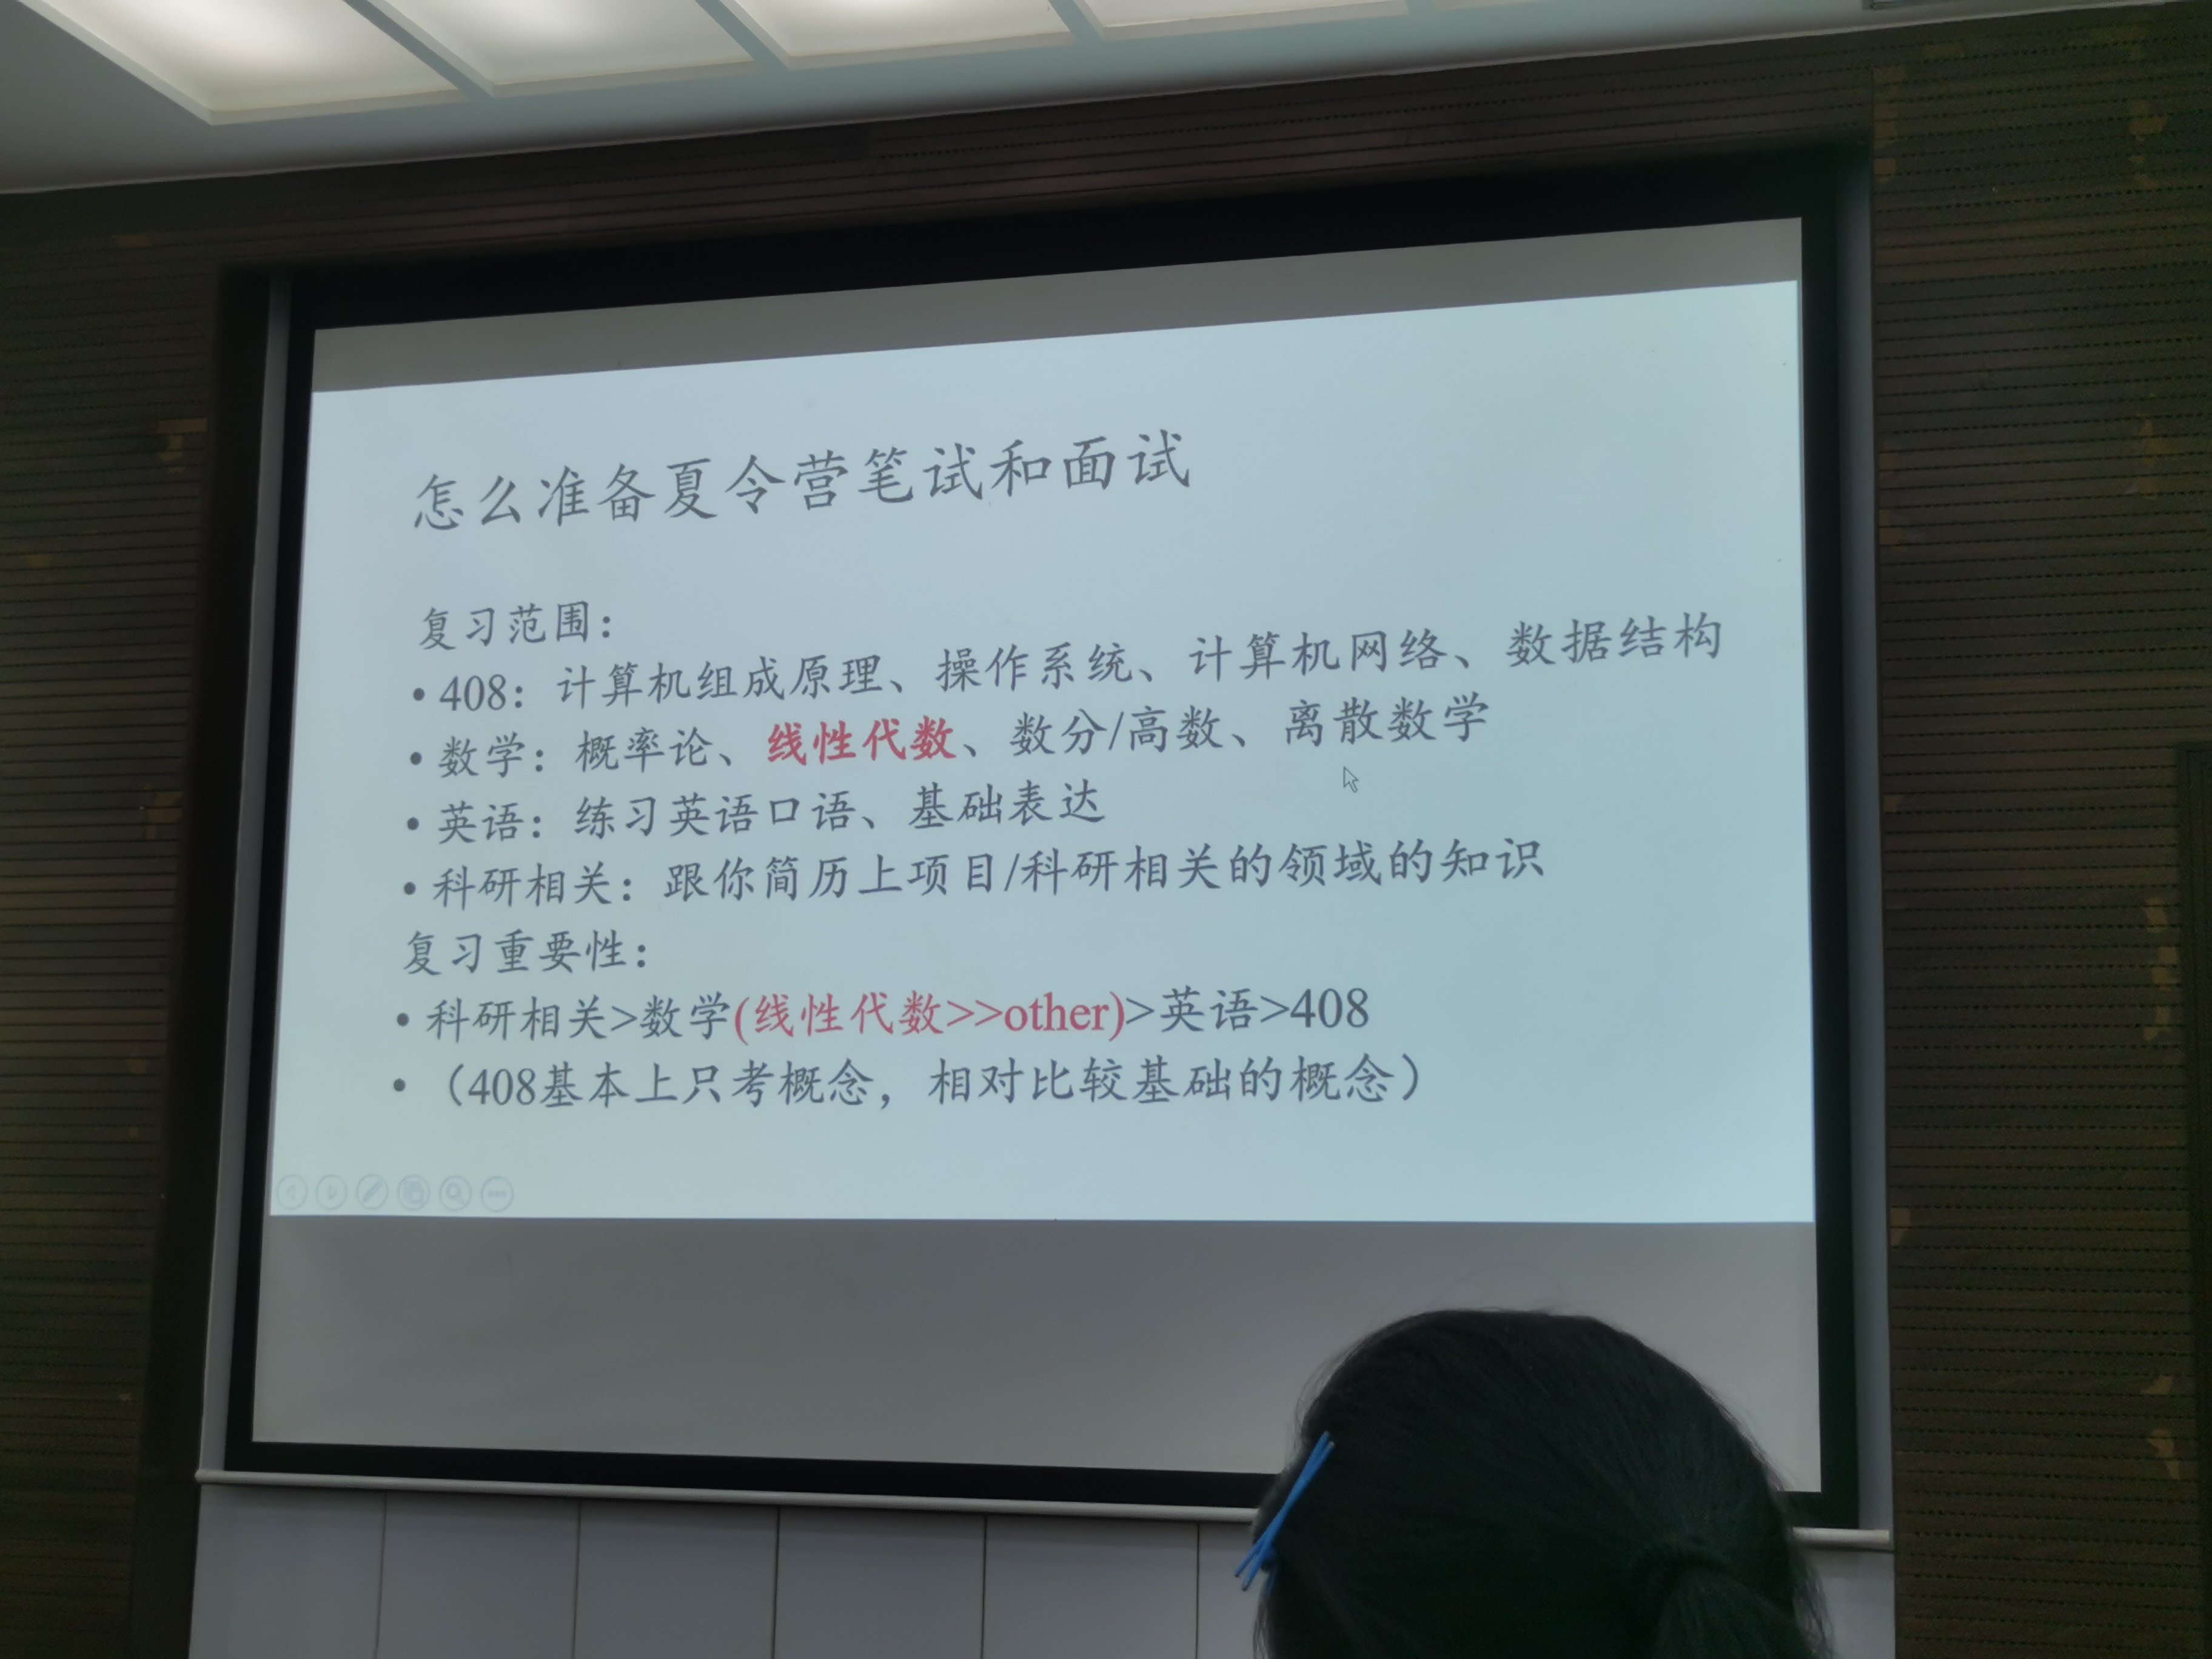 怎么准备夏令营笔试和面试
复习范围：
• 408：计算机组成原理、操作系统、计算机网络、数据结构
• 数学：概率论、线性代数、数分/高数、离散数学
• 英语：练习英语口语、基础表达
• 科研相关：跟你简历上项目/科研相关的领域的知识
复习重要性：
• 科研相关>数学(线性代数>>other)>英语>408
• （408基本上只考概念，相对比较基础的概念）